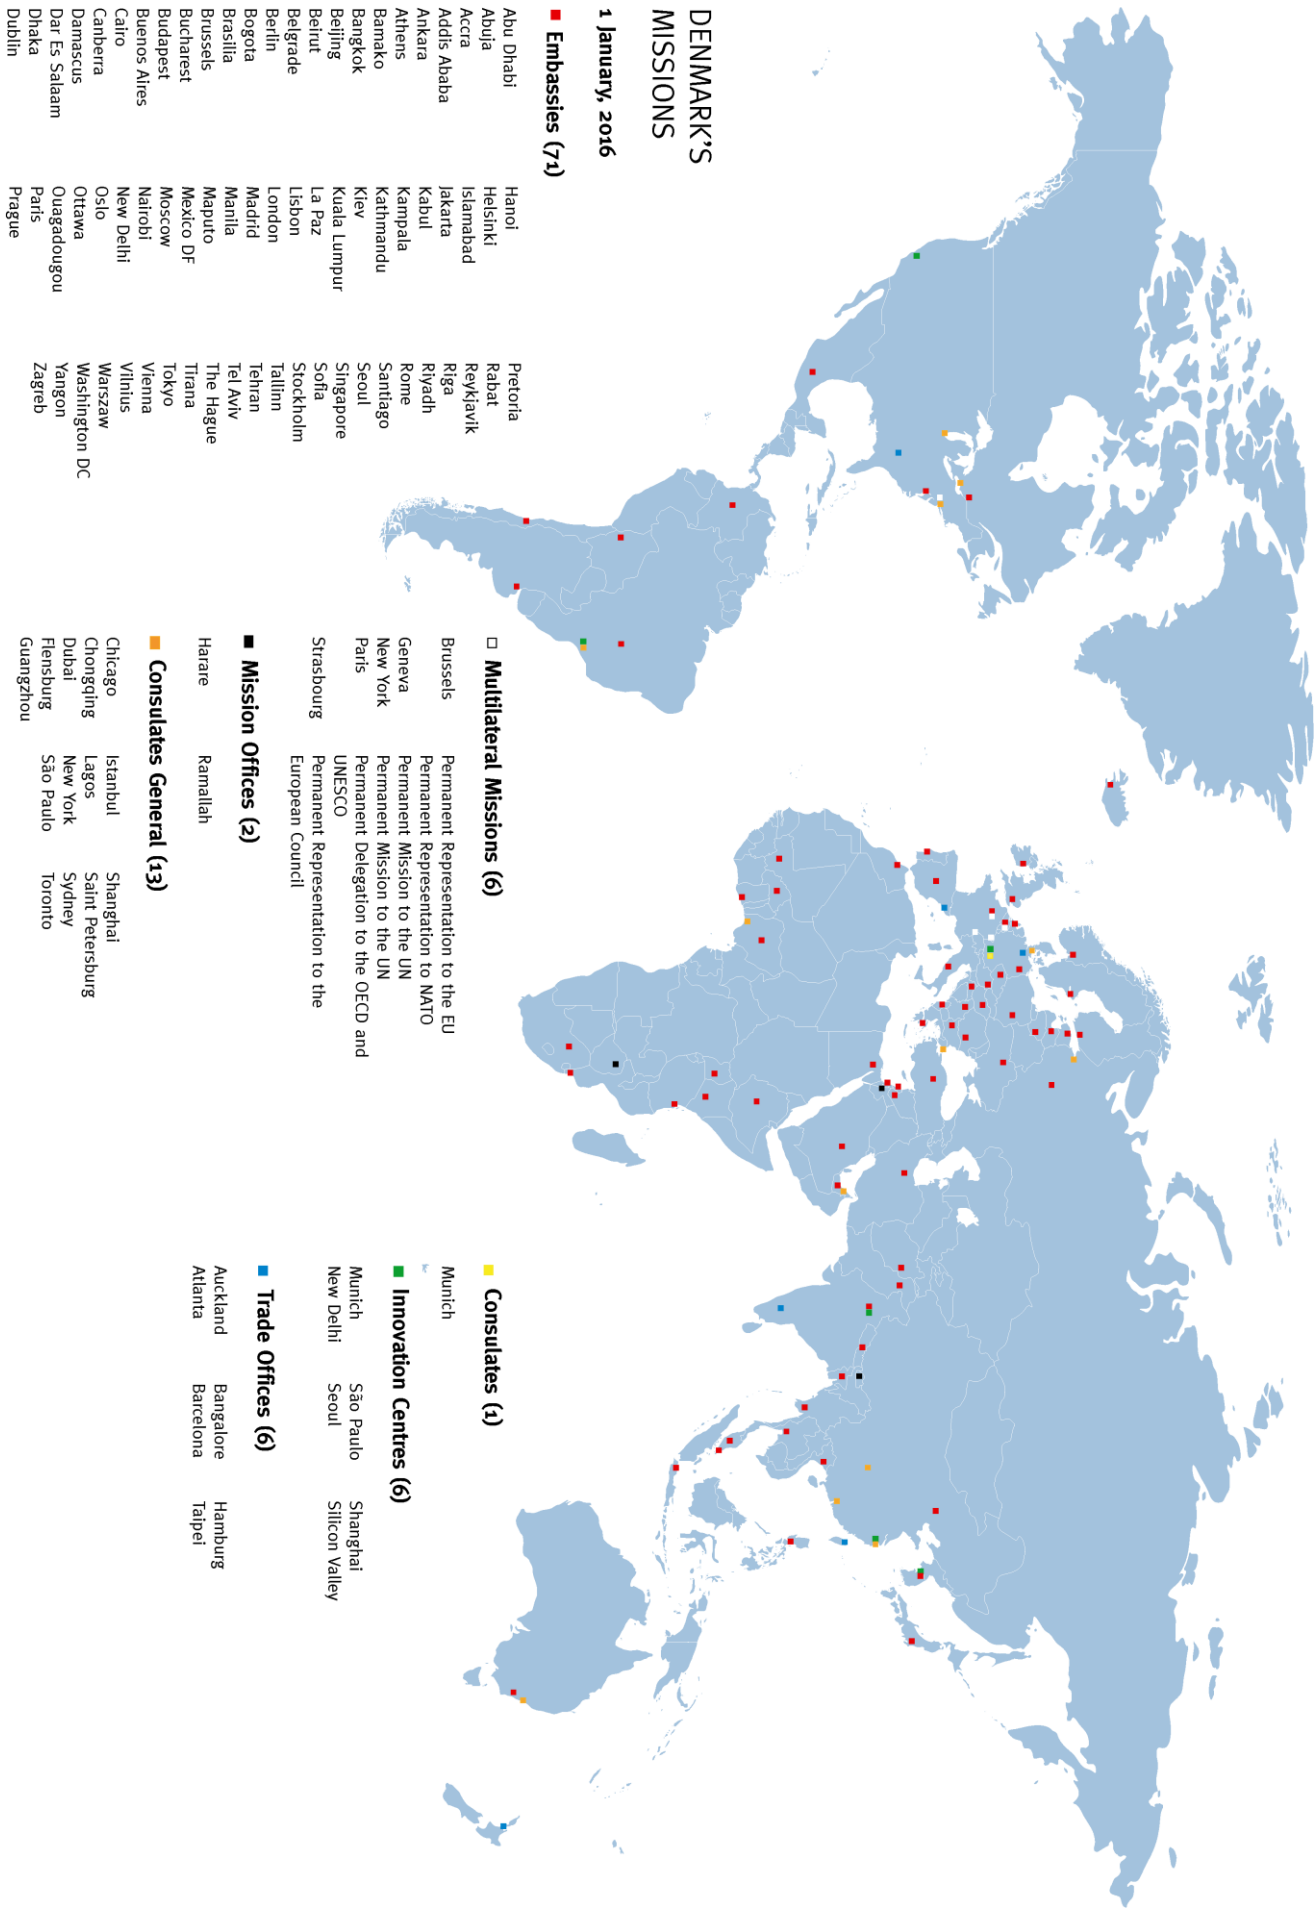 DENMARK'S
MISSIONS
1 January, 2016
Embassies (71)
Abu Dhabi
Abuja
Accra
Addis Ababa
Ankara
Athens
Bamako
Bangkok
Beijing
Beirut
Belgrade
Berlin
Bogota
Brasilia
Brussels
Bucharest
Budapest
Buenos Aires
Cairo
Canberra
Damascus
Dar Es Salaam
Dhaka
Dublin
Hanoi
Helsinki
Islamabad
Jakarta
Kabul
Kampala
Kathmandu
Kiev
Kuala Lumpur
La Paz
Lisbon
London
Madrid
Manila
Maputo
Mexico DF
Moscow
Nairobi
New Delhi
Oslo
Ottawa
Ouagadougou
Paris
Prague
Pretoria
Rabat
Reykjavik
Riga
Riyadh
Rome
Santiago
Seoul
Singapore
Sofia
Stockholm
Tallinn
Tehran
Tel Aviv
The Hague
Tirana
Tokyo
Vienna
Vilnius
Warszaw
Washington DC
Yangon
Zagreb
Multilateral Missions (6)
Brussels Permanent Representation to the EU
Permanent Representation to NATO
Geneva Permanent Mission to the UN
New York Permanent Mission to the UN
Paris Permanent Delegation to the OECD and
UNESCO
Strasbourg Permanent Representation to the
European Council
Mission Offices (2)
Harare Ramallah
Consulates General (13)
Chicago Istanbul Shanghai
Chongqing Lagos Saint Petersburg
Dubai New York Sydney
Flensburg São Paulo Toronto
Guangzhou
Consulates (1)
Munich
Innovation Centres (6)
Munich São Paulo Shanghai
New Delhi Seoul Silicon Valley
Trade Offices (6)
Auckland Bangalore Hamburg
Atlanta Barcelona Taipei